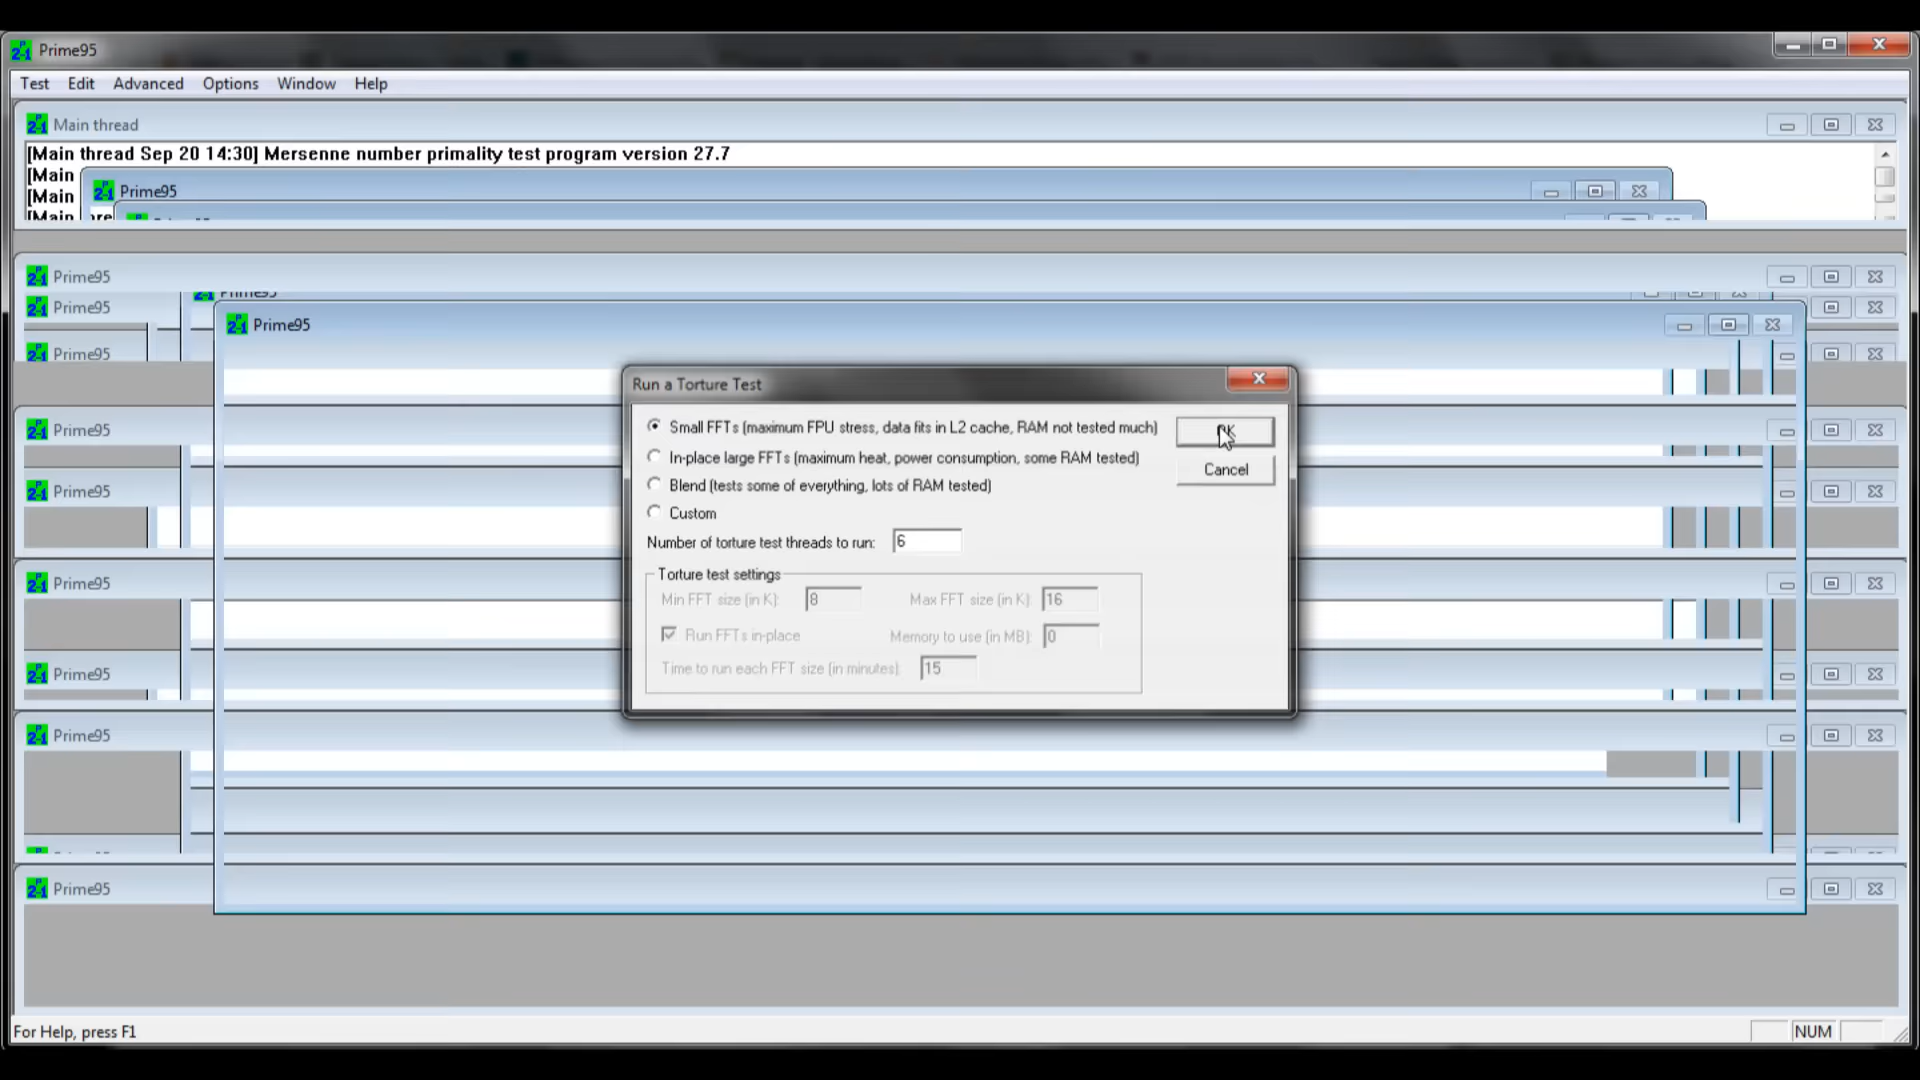 Prime95
Test Edit Advanced Options Window Help
Main thread
[Main thread Sep 20 14:30] Mersenne number primality test program version 27.7
[Main
[Main
[Main
Prime95
Prime95
Prime95
Prime95
Prime95
Prime95
Prime95
Prime95
Prime95
Prime95
Prime95
Prime95
Prime95
Run a Torture Test
Small FFTs (maximum FPU stress, data fits in L2 cache, RAM not tested much)
In-place large FFTs (maximum heat, power consumption, some RAM tested)
Blend (tests some of everything, lots of RAM tested)
Custom
Number of torture test threads to run: 6
Torture test settings
Min FFT size (in K): 8
Max FFT size (in K): 16
Run FFTs in-place
Memory to use (in MB): 0
Time to run each FFT size (in minutes): 15
OK
Cancel
For Help, press F1
NUM